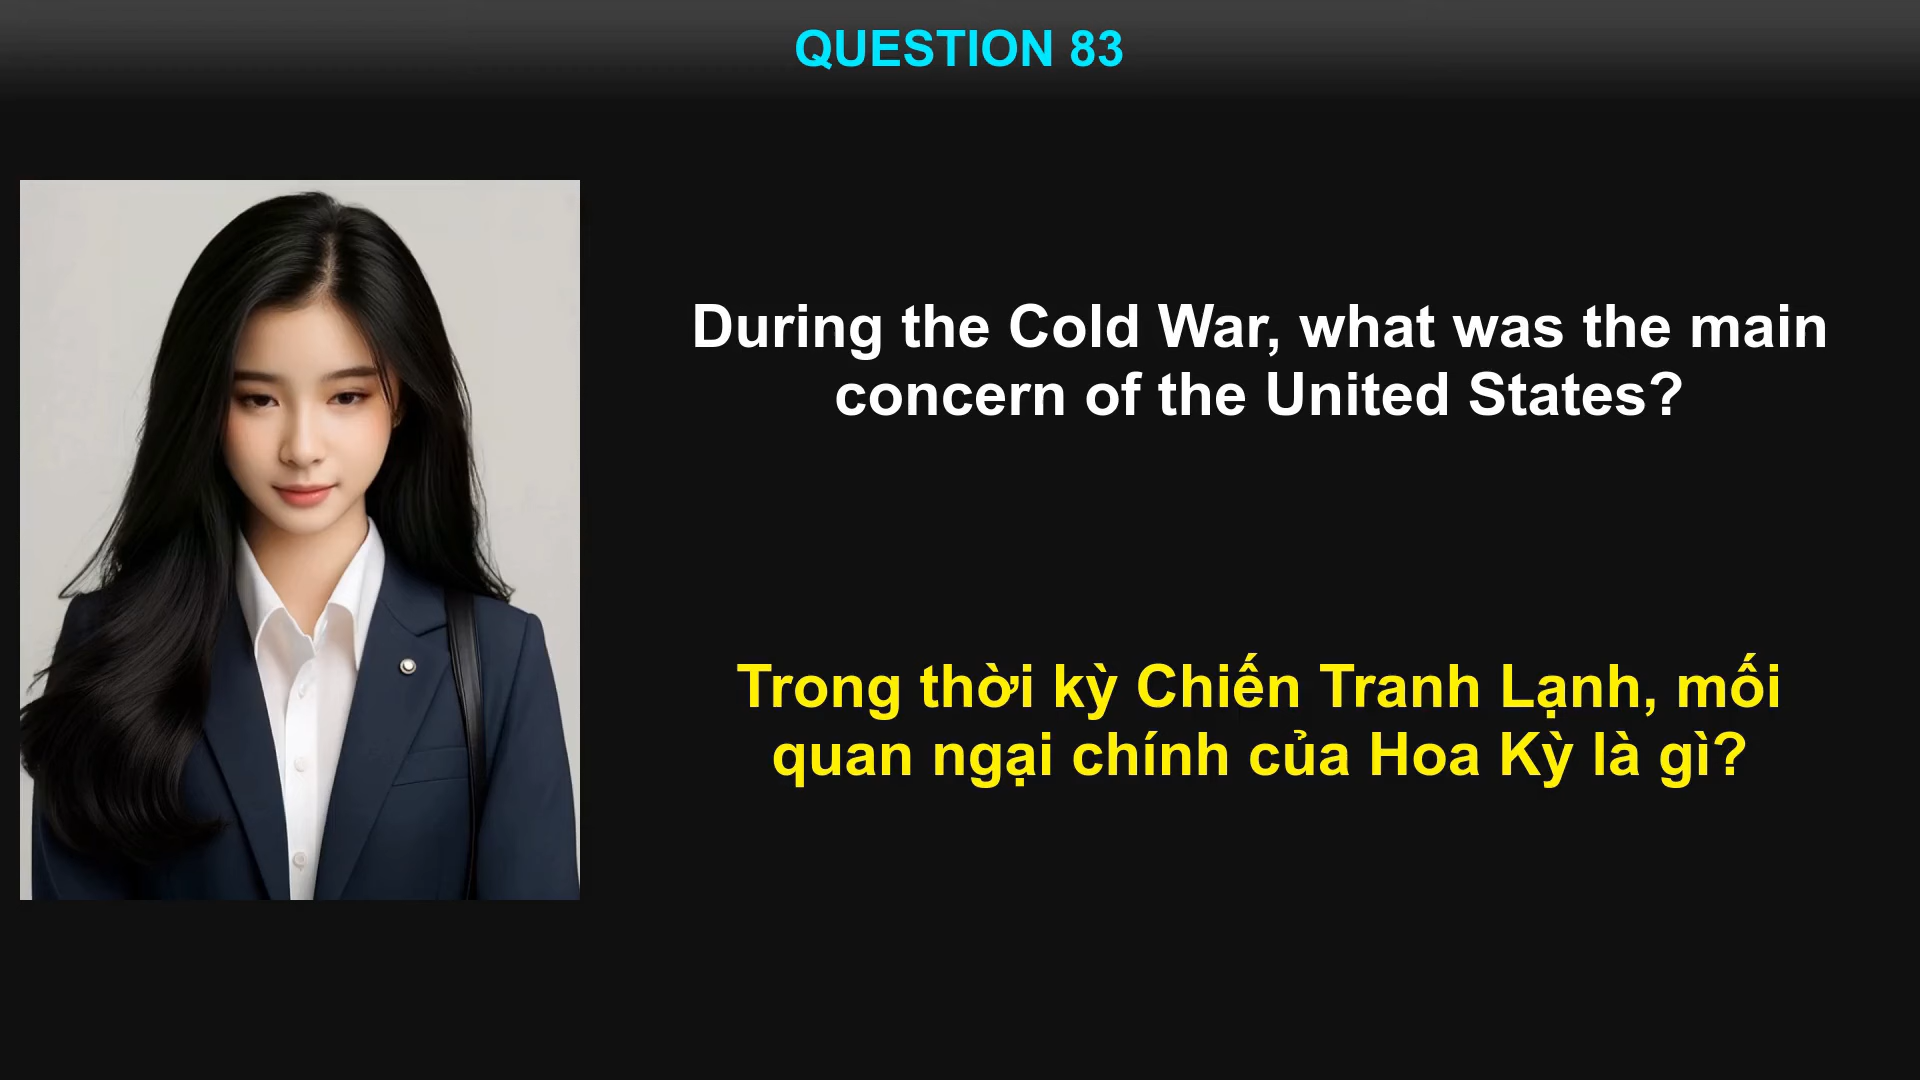 QUESTION 83
During the Cold War, what was the main
concern of the United States?
Trong thời kỳ Chiến Tranh Lạnh, mối
quan ngại chính của Hoa Kỳ là gì?